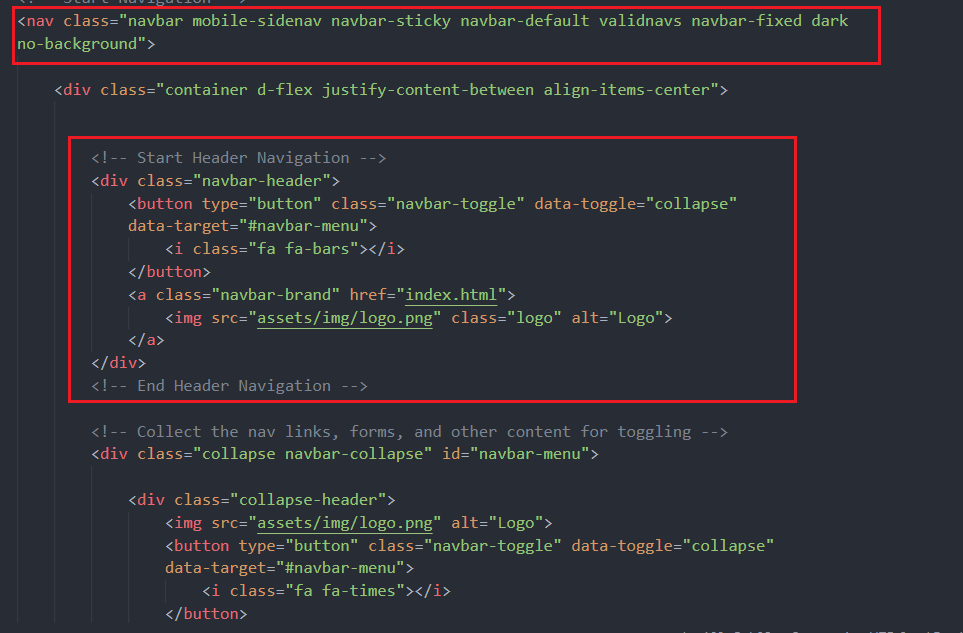 <nav class="navbar mobile-sidenav navbar-sticky navbar-default validnavs navbar-fixed dark
no-background">
<div class="container d-flex justify-content-between align-items-center">
<!-- Start Header Navigation -->
<div class="navbar-header">
<button type="button" class="navbar-toggle" data-toggle="collapse"
data-target="#navbar-menu">
<i class="fa fa-bars"></i>
</button>
<a class="navbar-brand" href="index.html">
<img src="assets/img/logo.png" class="logo" alt="Logo">
</a>
</div>
<!-- End Header Navigation -->
<!-- Collect the nav links, forms, and other content for toggling -->
<div class="collapse navbar-collapse" id="navbar-menu">
<div class="collapse-header">
<img src="assets/img/logo.png" alt="Logo">
<button type="button" class="navbar-toggle" data-toggle="collapse"
data-target="#navbar-menu">
<i class="fa fa-times"></i>
</button>